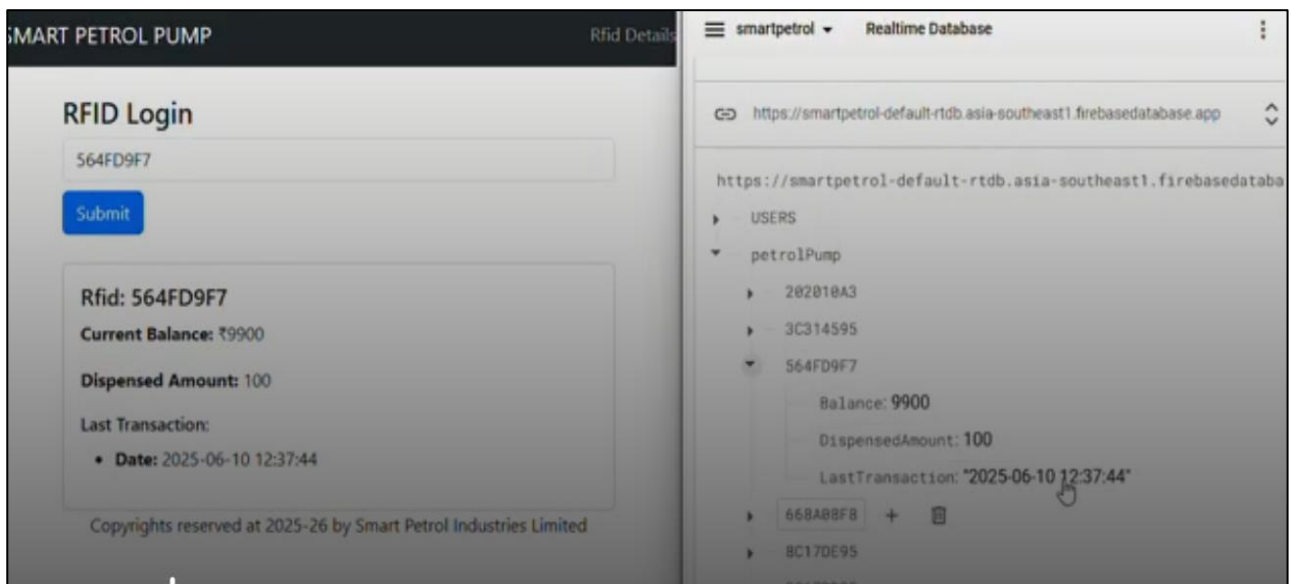 SMART PETROL PUMP
Rfid Details
RFID Login
564FD9F7
Submit
Rfid: 564FD9F7
Current Balance: ₹9900
Dispensed Amount: 100
Last Transaction:
• Date: 2025-06-10 12:37:44
Copyrights reserved at 2025-26 by Smart Petrol Industries Limited
smartpetrol
Realtime Database
https://smartpetrol-default-rtdb.asia-southeast1.firebasedatabase.app
https://smartpetrol-default-rtdb.asia-southeast1.firebasedataba
USERS
petrolPump
202010A3
3C314595
564FD9F7
Balance: 9900
DispensedAmount: 100
LastTransaction: "2025-06-10 12:37:44"
668A08F8
8C17DE95